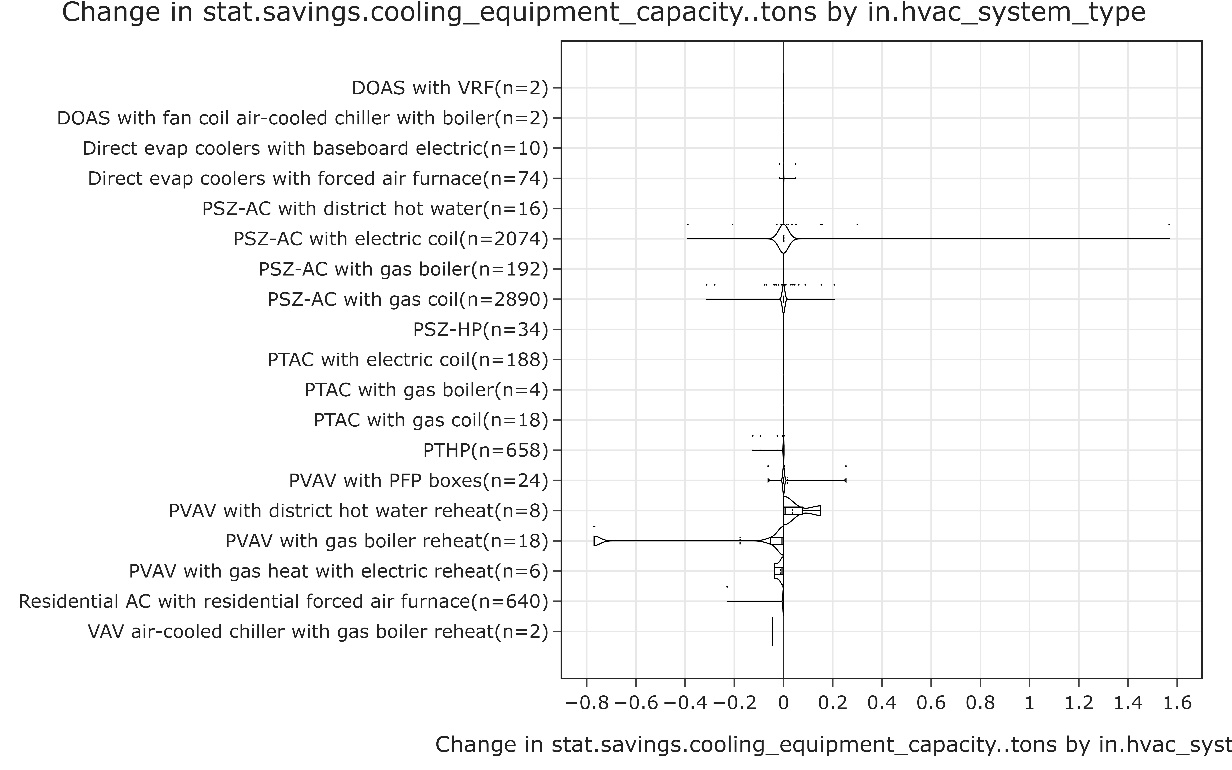 Change in stat.savings.cooling_equipment_capacity..tons by in.hvac_system_type
DOAS with VRF(n=2)
DOAS with fan coil air-cooled chiller with boiler(n=2)
Direct evap coolers with baseboard electric(n=10)
Direct evap coolers with forced air furnace(n=74)
PSZ-AC with district hot water(n=16)
PSZ-AC with electric coil(n=2074)
PSZ-AC with gas boiler(n=192)
PSZ-AC with gas coil(n=2890)
PSZ-HP(n=34)
PTAC with electric coil(n=188)
PTAC with gas boiler(n=4)
PTAC with gas coil(n=18)
PTHP(n=658)
PVAV with PFP boxes(n=24)
PVAV with district hot water reheat(n=8)
PVAV with gas boiler reheat(n=18)
PVAV with gas heat with electric reheat(n=6)
Residential AC with residential forced air furnace(n=640)
VAV air-cooled chiller with gas boiler reheat(n=2)
−0.8 −0.6 −0.4 −0.2 0 0.2 0.4 0.6 0.8 1 1.2 1.4 1.6
Change in stat.savings.cooling_equipment_capacity..tons by in.hvac_syst